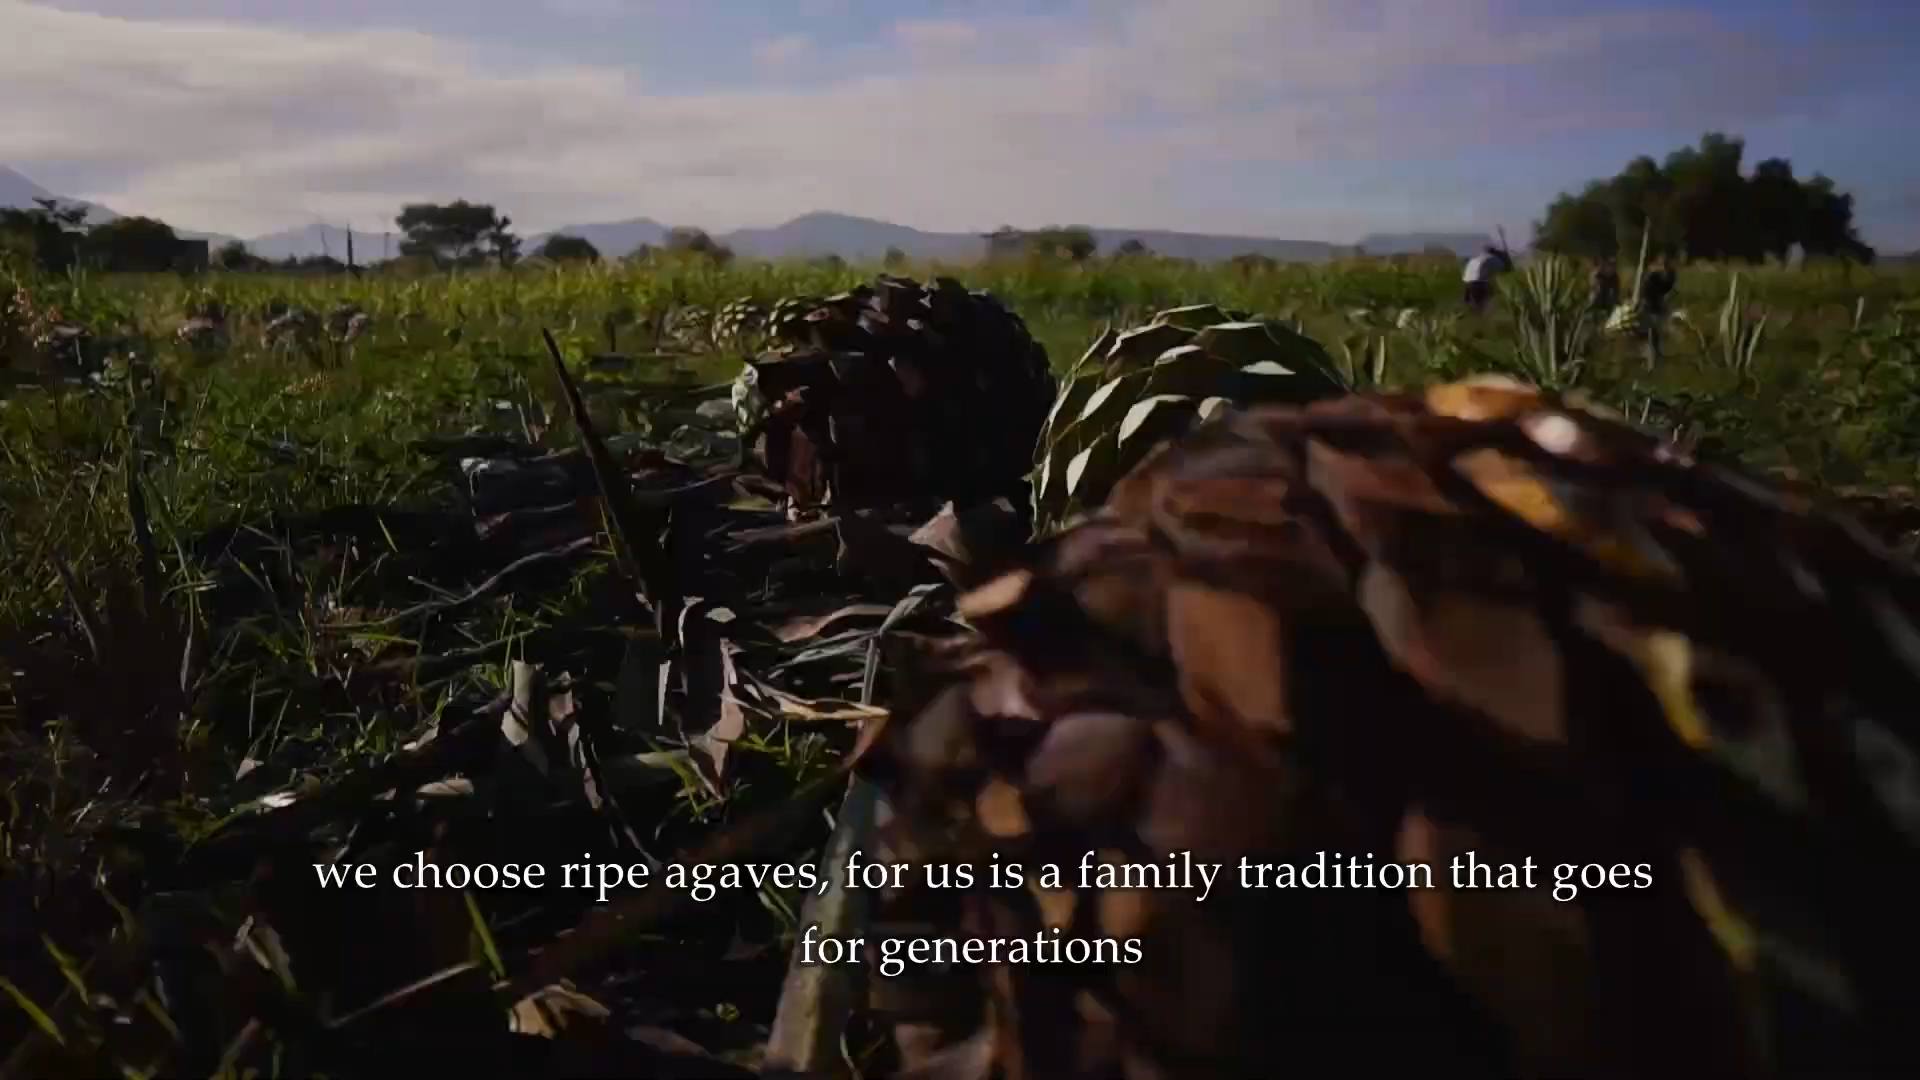 we choose ripe agaves, for us is a family tradition that goes
for generations